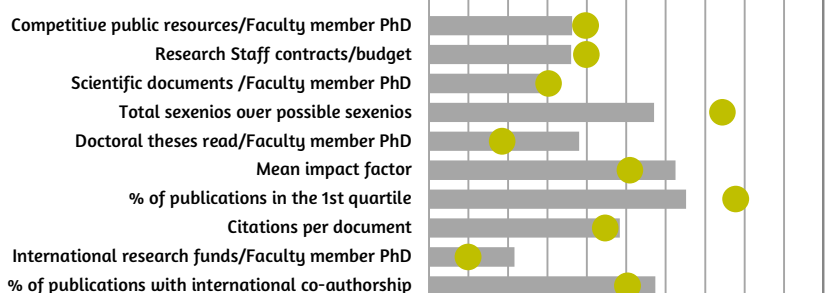 Competitive public resources/Faculty member PhD
Research Staff contracts/budget
Scientific documents /Faculty member PhD
Total sexenios over possible sexenios
Doctoral theses read/Faculty member PhD
Mean impact factor
% of publications in the 1st quartile
Citations per document
International research funds/Faculty member PhD
% of publications with international co-authorship